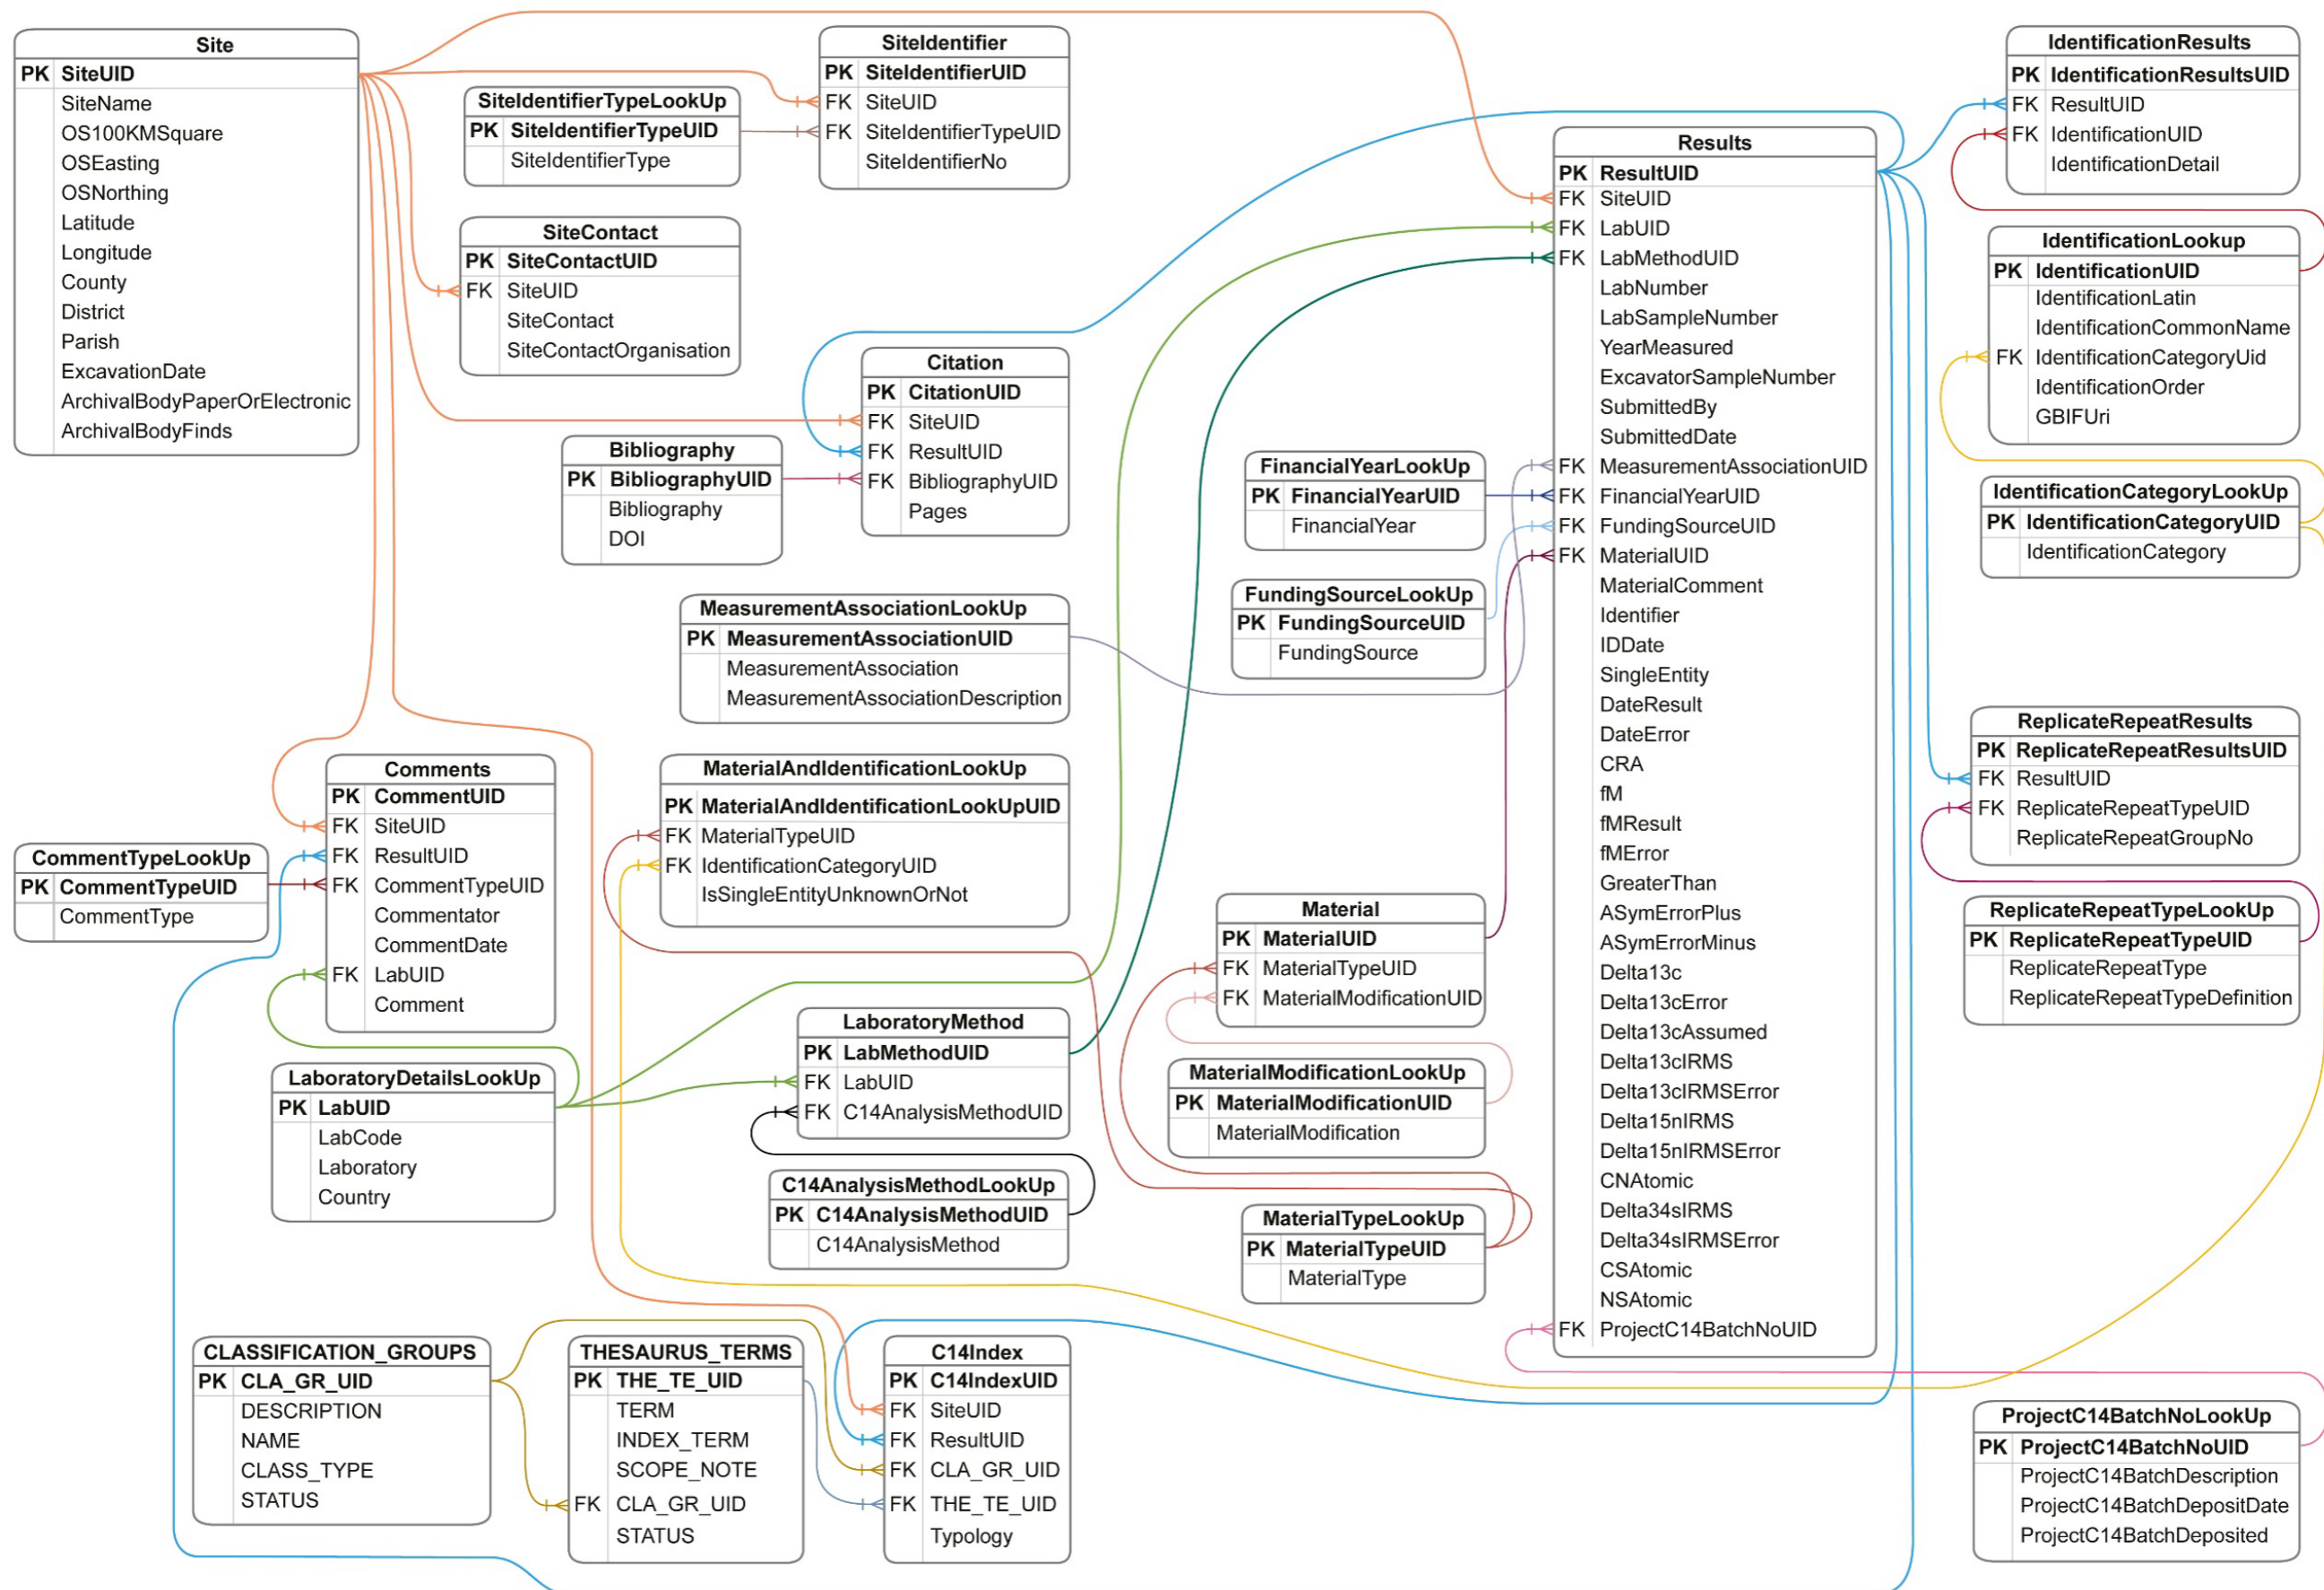 Site
PK SiteUID
SiteName
OS100KMSquare
OSEasting
OSNorthing
Latitude
Longitude
County
District
Parish
ExcavationDate
ArchivalBodyPaperOrElectronic
ArchivalBodyFinds
SiteIdentifierTypeLookUp
PK SiteIdentifierTypeUID
SiteIdentifierType
SiteIdentifier
PK SiteIdentifierUID
FK SiteUID
FK SiteIdentifierTypeUID
SiteIdentifierNo
SiteContact
PK SiteContactUID
FK SiteUID
SiteContact
SiteContactOrganisation
Citation
PK CitationUID
FK SiteUID
FK ResultUID
FK BibliographyUID
Pages
Bibliography
PK BibliographyUID
Bibliography
DOI
MeasurementAssociationLookUp
PK MeasurementAssociationUID
MeasurementAssociation
MeasurementAssociationDescription
FinancialYearLookUp
PK FinancialYearUID
FinancialYear
FundingSourceLookUp
PK FundingSourceUID
FundingSource
Results
PK ResultUID
FK SiteUID
FK LabUID
FK LabMethodUID
LabNumber
LabSampleNumber
YearMeasured
ExcavatorSampleNumber
SubmittedBy
SubmittedDate
FK MeasurementAssociationUID
FK FinancialYearUID
FK FundingSourceUID
FK MaterialUID
MaterialComment
Identifier
IDDate
SingleEntity
DateResult
DateError
CRA
fM
fMResult
fMError
GreaterThan
ASymErrorPlus
ASymErrorMinus
Delta13c
Delta13cError
Delta13cAssumed
Delta13cIRMS
Delta13cIRMSError
Delta15nIRMS
Delta15nIRMSError
CNAtomic
Delta34sIRMS
Delta34sIRMSError
CSAtomic
NSAtomic
FK ProjectC14BatchNoUID
IdentificationResults
PK IdentificationResultsUID
FK ResultUID
FK IdentificationUID
IdentificationDetail
IdentificationLookup
PK IdentificationUID
IdentificationLatin
IdentificationCommonName
FK IdentificationCategoryUid
IdentificationOrder
GBIFUri
IdentificationCategoryLookUp
PK IdentificationCategoryUID
IdentificationCategory
ReplicateRepeatResults
PK ReplicateRepeatResultsUID
FK ResultUID
FK ReplicateRepeatTypeUID
ReplicateRepeatGroupNo
ReplicateRepeatTypeLookUp
PK ReplicateRepeatTypeUID
ReplicateRepeatType
ReplicateRepeatTypeDefinition
Comments
PK CommentUID
FK SiteUID
FK ResultUID
FK CommentTypeUID
Commentator
CommentDate
FK LabUID
Comment
CommentTypeLookUp
PK CommentTypeUID
CommentType
MaterialAndIdentificationLookUp
PK MaterialAndIdentificationLookUpUID
FK MaterialTypeUID
FK IdentificationCategoryUID
IsSingleEntityUnknownOrNot
Material
PK MaterialUID
FK MaterialTypeUID
FK MaterialModificationUID
LaboratoryDetailsLookUp
PK LabUID
LabCode
Laboratory
Country
LaboratoryMethod
PK LabMethodUID
FK LabUID
FK C14AnalysisMethodUID
C14AnalysisMethodLookUp
PK C14AnalysisMethodUID
C14AnalysisMethod
MaterialModificationLookUp
PK MaterialModificationUID
MaterialModification
MaterialTypeLookUp
PK MaterialTypeUID
MaterialType
CLASSIFICATION_GROUPS
PK CLA_GR_UID
DESCRIPTION
NAME
CLASS_TYPE
STATUS
THESAURUS_TERMS
PK THE_TE_UID
TERM
INDEX_TERM
SCOPE_NOTE
FK CLA_GR_UID
STATUS
C14Index
PK C14IndexUID
FK SiteUID
FK ResultUID
FK CLA_GR_UID
FK THE_TE_UID
Typology
ProjectC14BatchNoLookUp
PK ProjectC14BatchNoUID
ProjectC14BatchDescription
ProjectC14BatchDepositDate
ProjectC14BatchDeposited